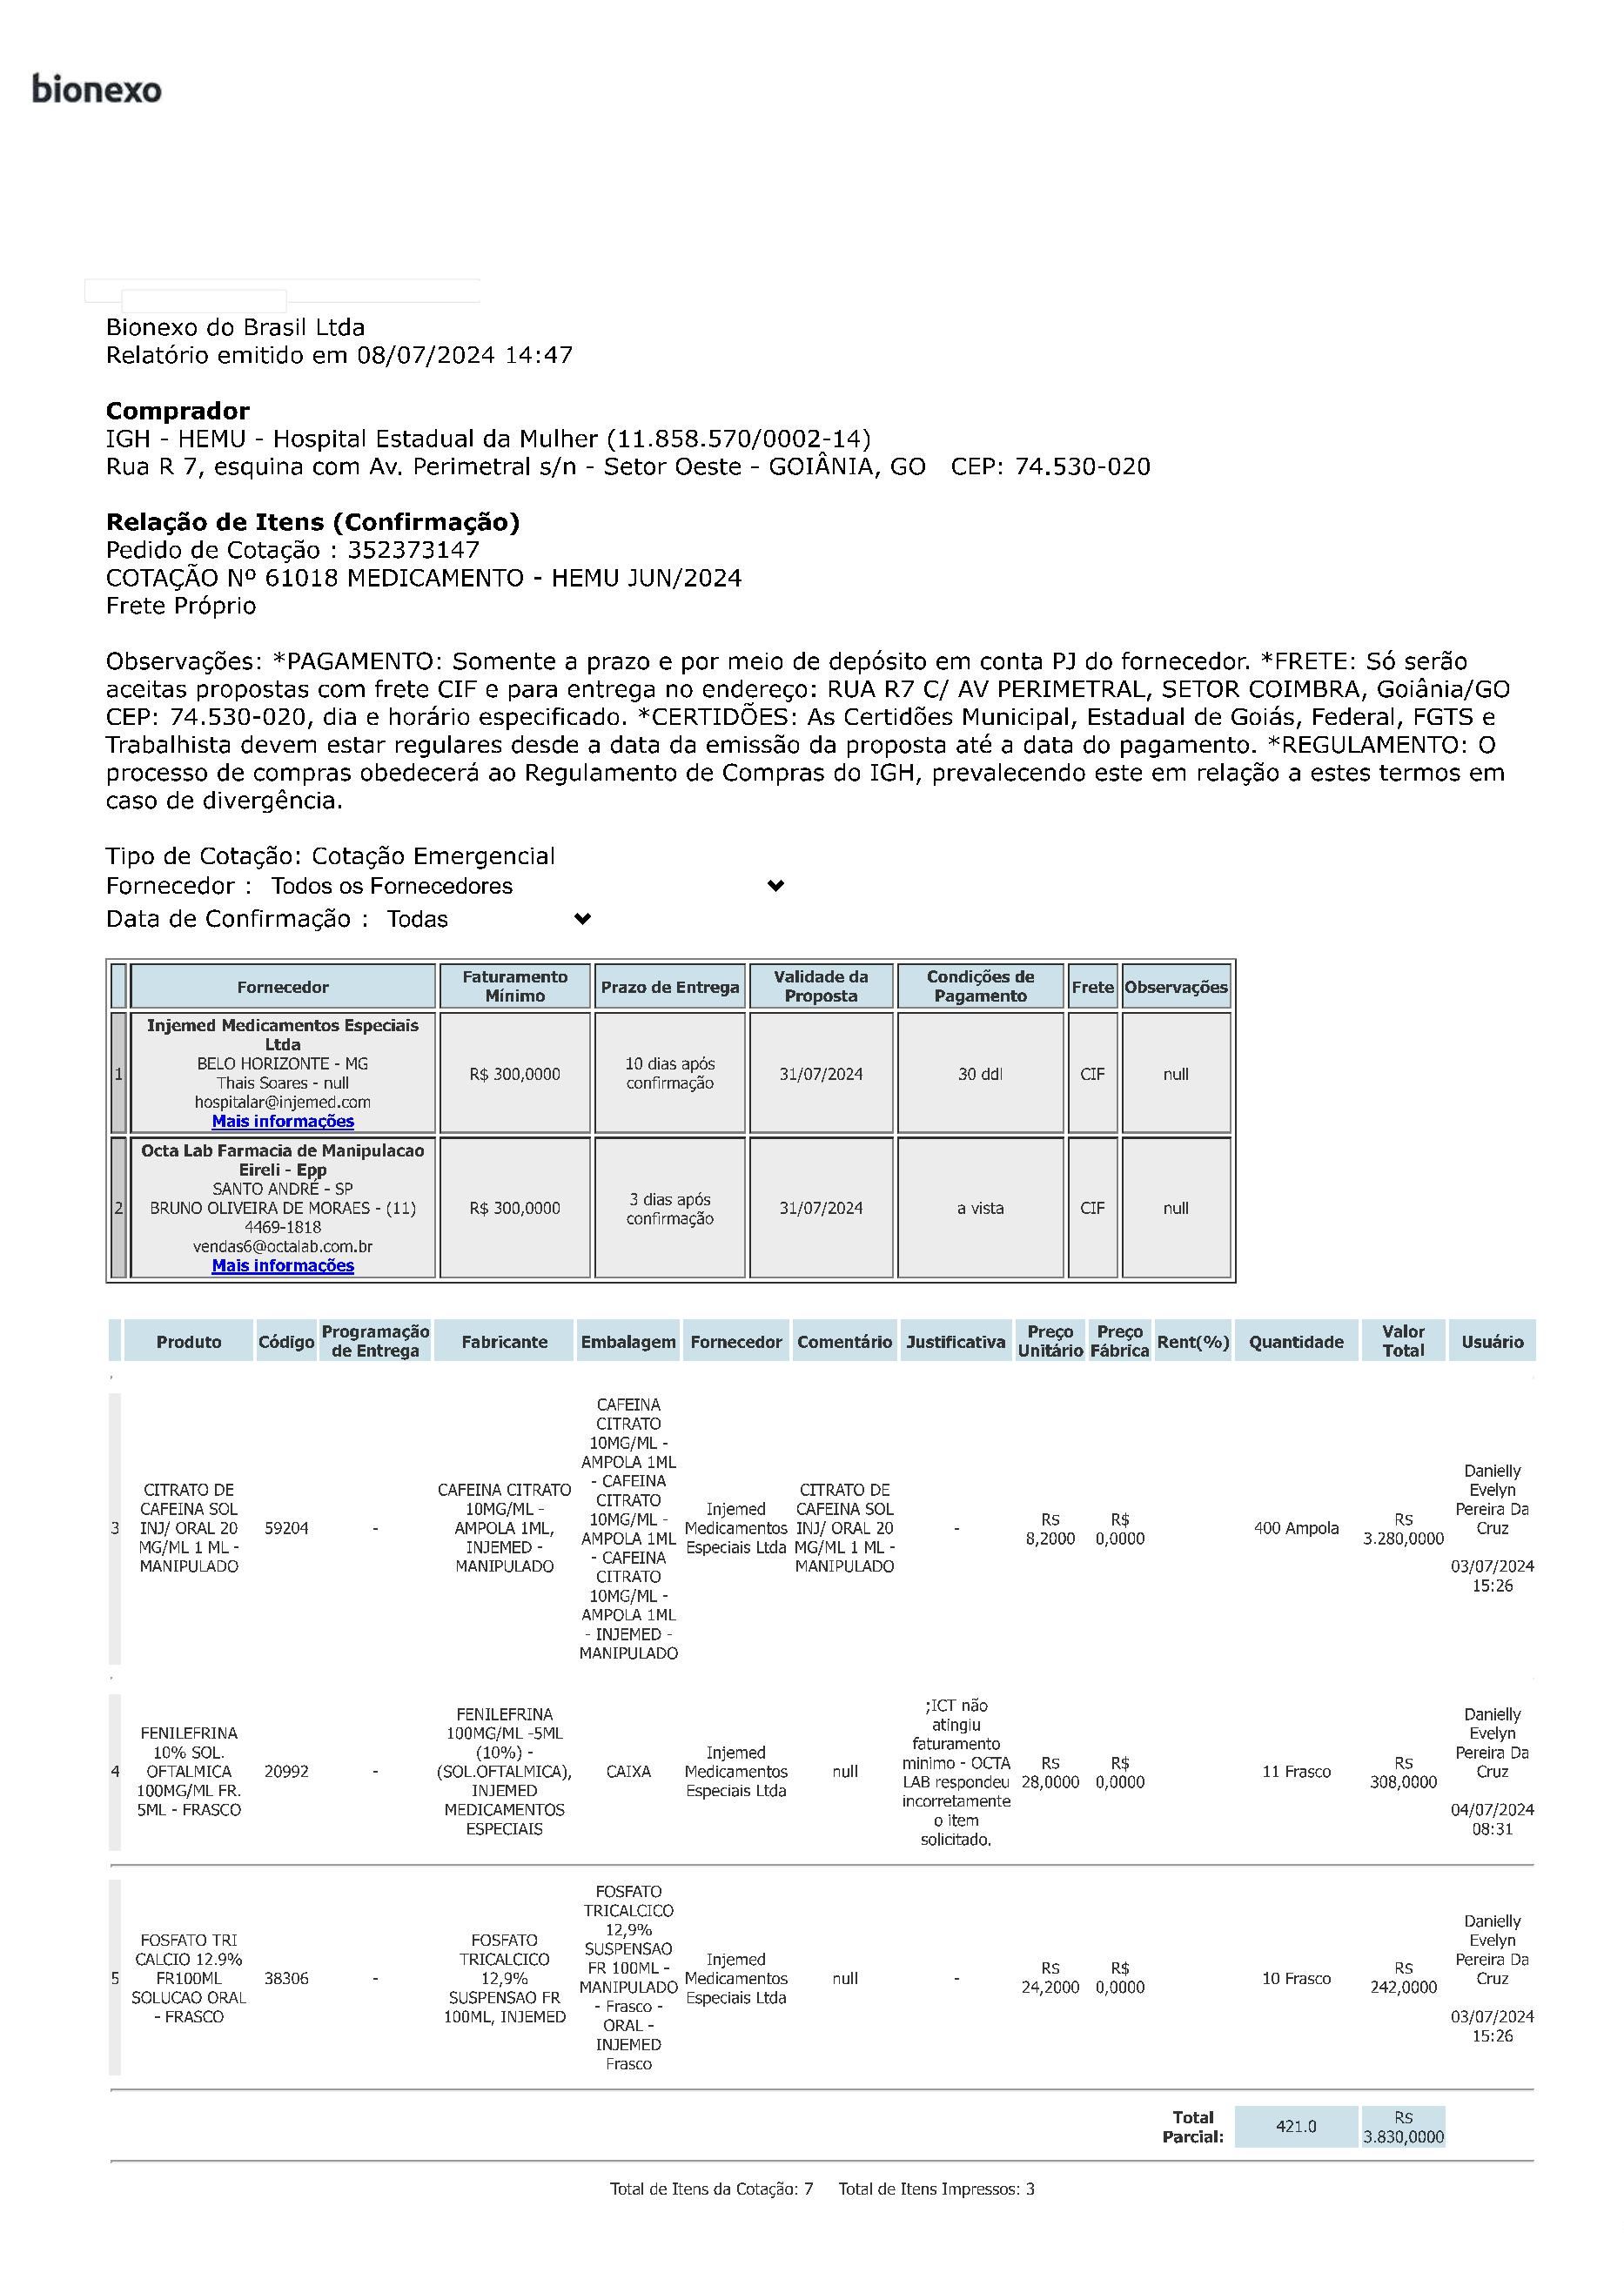 bionexo
Bionexo do Brasil Ltda
Relatório emitido em 08/07/2024 14:47
Comprador
IGH - HEMU - Hospital Estadual da Mulher (11.858.570/0002-14)
Rua R 7, esquina com Av. Perimetral s/n - Setor Oeste - GOIÂNIA, GO CEP: 74.530-020
Relação de Itens (Confirmação)
Pedido de Cotação : 352373147
COTAÇÃO Nº 61018 MEDICAMENTO - HEMU JUN/2024
Frete Próprio
Observações: *PAGAMENTO: Somente a prazo e por meio de depósito em conta PJ do fornecedor. *FRETE: Só serão
aceitas propostas com frete CIF e para entrega no endereço: RUA R7 C/ AV PERIMETRAL, SETOR COIMBRA, Goiânia/GO
CEP: 74.530-020, dia e horário especificado. *CERTIDÕES: As Certidões Municipal, Estadual de Goiás, Federal, FGTS e
Trabalhista devem estar regulares desde a data da emissão da proposta até a data do pagamento. *REGULAMENTO: O
processo de compras obedecerá ao Regulamento de Compras do IGH, prevalecendo este em relação a estes termos em
caso de divergência.
Tipo de Cotação: Cotação Emergencial
Fornecedor : Todos os Fornecedores
Data de Confirmação : Todas
Fornecedor
Faturamento
Mínimo
Prazo de Entrega
Validade da
Proposta
Condições de
Pagamento
Frete
Observações
1
Injemed Medicamentos Especiais
Ltda
BELO HORIZONTE - MG
Thais Soares - null
hospitalar@injemed.com
Mais informações
R$ 300,0000
10 dias após
confirmação
31/07/2024
30 ddl
CIF
null
2
Octa Lab Farmacia de Manipulacao
Eireli - Epp
SANTO ANDRÉ - SP
BRUNO OLIVEIRA DE MORAES - (11)
4469-1818
vendas6@octalab.com.br
Mais informações
R$ 300,0000
3 dias após
confirmação
31/07/2024
a vista
CIF
null
Produto
Código
Programação
de Entrega
Fabricante
Embalagem
Fornecedor
Comentário
Justificativa
Preço
Unitário
Preço
Fábrica
Rent(%)
Quantidade
Valor
Total
Usuário
3
CITRATO DE
CAFEINA SOL
INJ/ ORAL 20
MG/ML 1 ML -
MANIPULADO
59204
-
CAFEINA CITRATO
10MG/ML -
AMPOLA 1ML,
INJEMED -
MANIPULADO
CAFEINA
CITRATO
10MG/ML -
AMPOLA 1ML
- CAFEINA
CITRATO
10MG/ML -
AMPOLA 1ML
- CAFEINA
CITRATO
10MG/ML -
AMPOLA 1ML
- INJEMED -
MANIPULADO
Injemed
Medicamentos
Especiais Ltda
CITRATO DE
CAFEINA SOL
INJ/ ORAL 20
MG/ML 1 ML -
MANIPULADO
-
R$
8,2000
R$
0,0000
400 Ampola
R$
3.280,0000
Danielly
Evelyn
Pereira Da
Cruz
03/07/2024
15:26
4
FENILEFRINA
10% SOL.
OFTALMICA
100MG/ML FR.
5ML - FRASCO
20992
-
FENILEFRINA
100MG/ML -5ML
(10%) -
(SOL.OFTALMICA),
INJEMED
MEDICAMENTOS
ESPECIAIS
CAIXA
Injemed
Medicamentos
Especiais Ltda
null
;ICT não
atingiu
faturamento
minimo - OCTA
LAB respondeu
incorretamente
o item
solicitado.
R$
28,0000
R$
0,0000
11 Frasco
R$
308,0000
Danielly
Evelyn
Pereira Da
Cruz
04/07/2024
08:31
5
FOSFATO TRI
CALCIO 12.9%
FR100ML
SOLUCAO ORAL
- FRASCO
38306
-
FOSFATO
TRICALCICO
12,9%
SUSPENSAO FR
100ML, INJEMED
FOSFATO
TRICALCICO
12,9%
SUSPENSAO
FR 100ML -
MANIPULADO
- Frasco -
ORAL -
INJEMED
Frasco
Injemed
Medicamentos
Especiais Ltda
null
-
R$
24,2000
R$
0,0000
10 Frasco
R$
242,0000
Danielly
Evelyn
Pereira Da
Cruz
03/07/2024
15:26
Total
Parcial:
421.0
R$
3.830,0000
Total de Itens da Cotação: 7 Total de Itens Impressos: 3